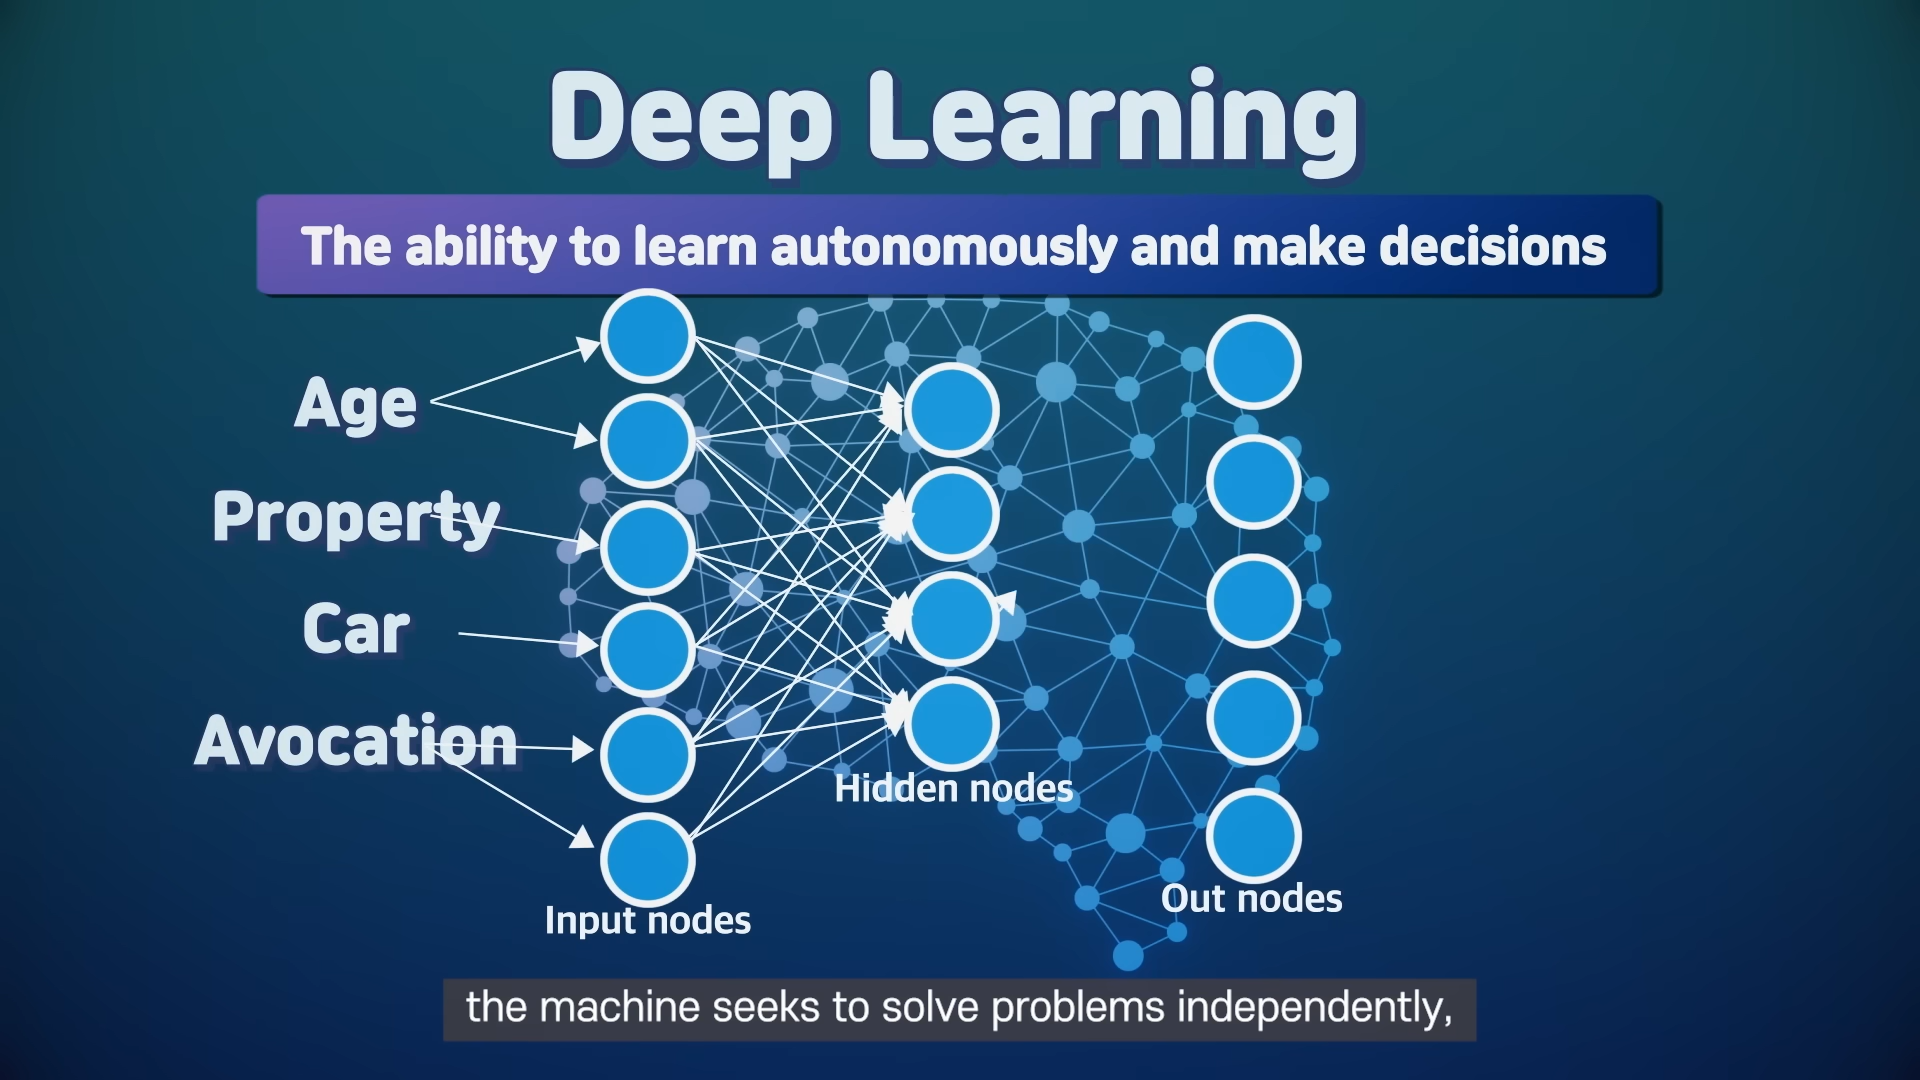 Deep Learning
The ability to learn autonomously and make decisions
Age
Property
Car
Avocation
Hidden nodes
Out nodes
Input nodes
the machine seeks to solve problems independently,